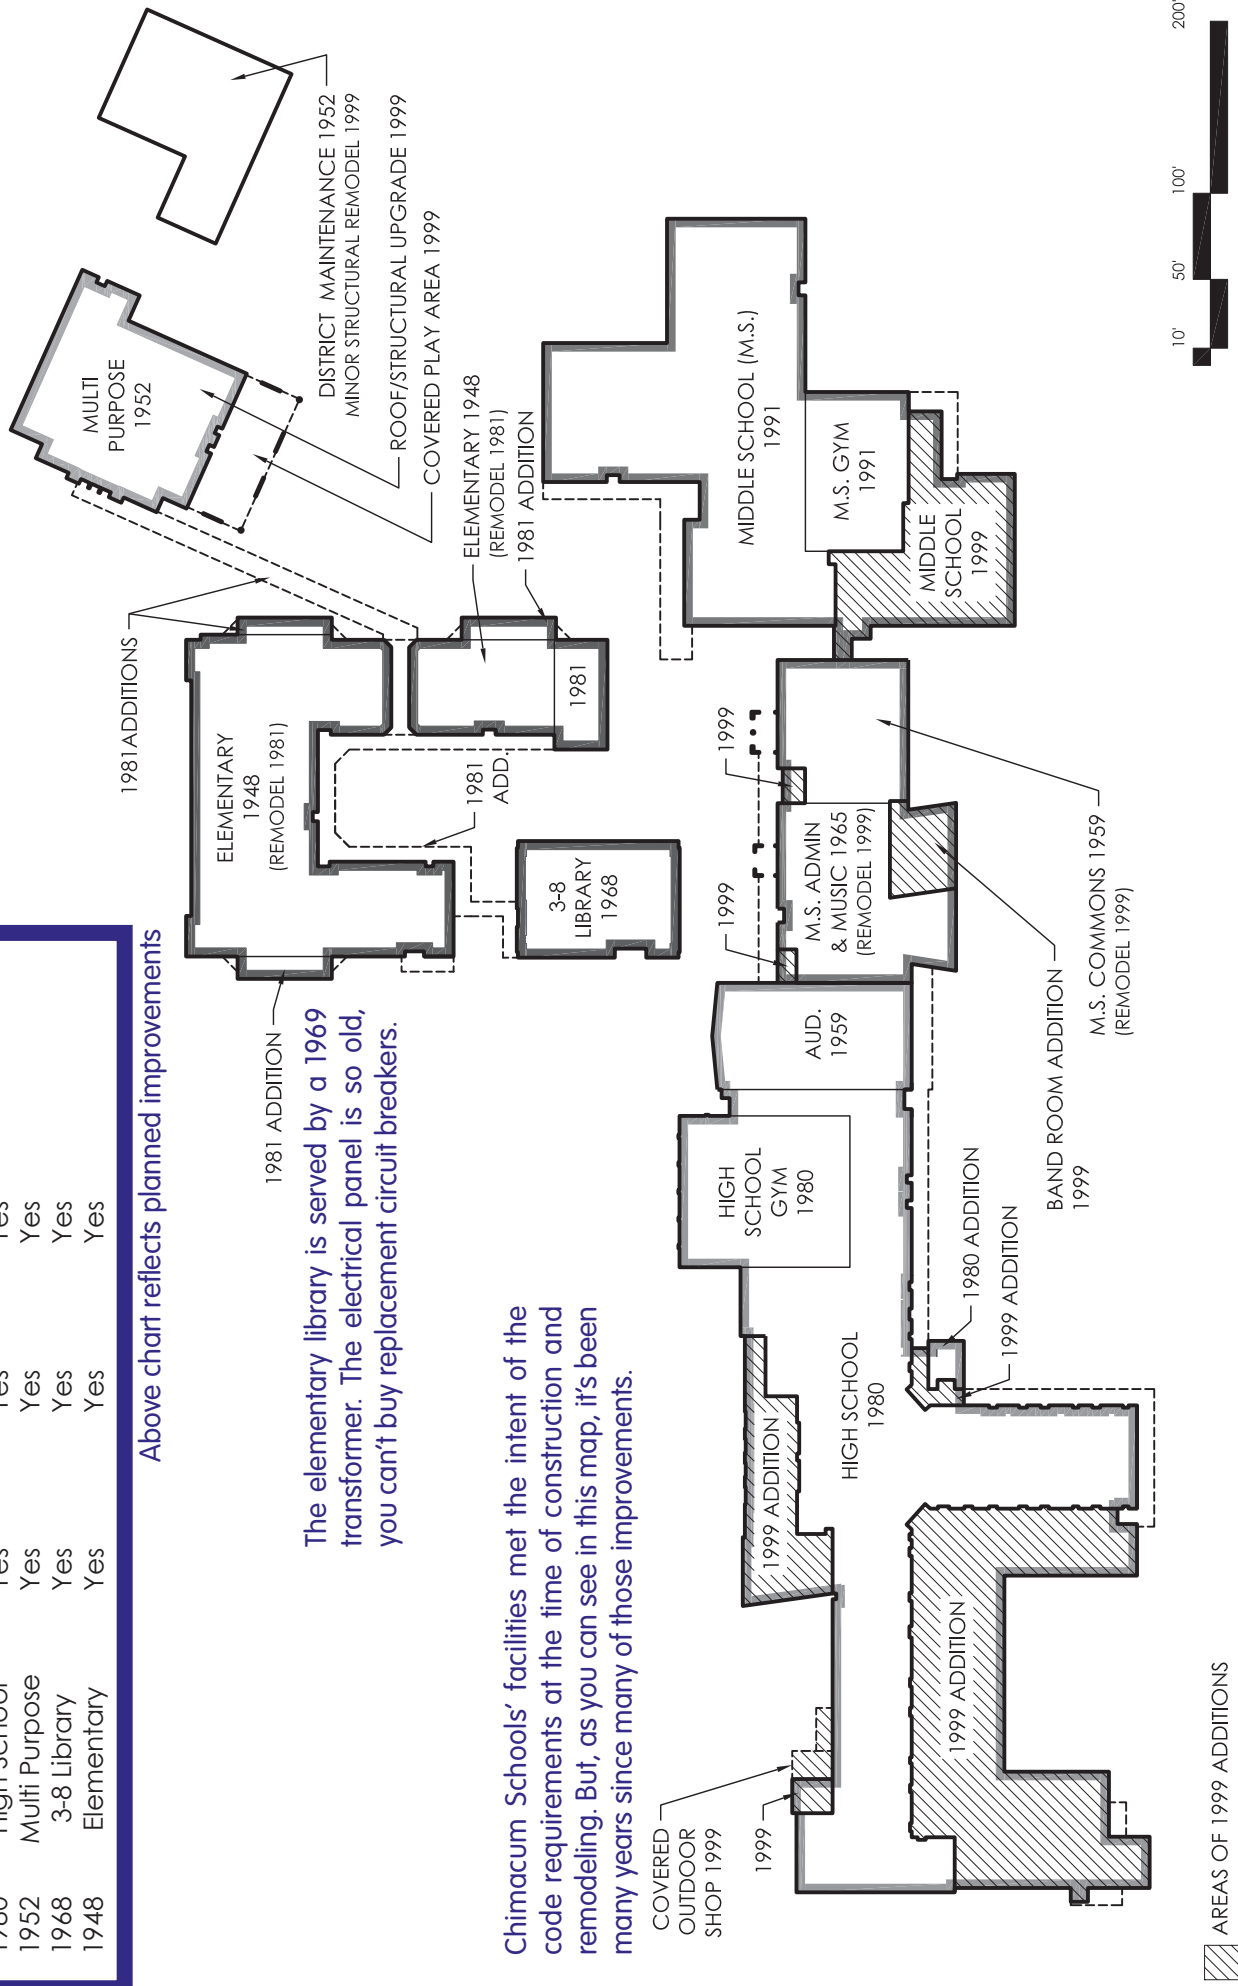 1980 High School Yes Yes Yes
1952 Multi Purpose Yes Yes Yes
1968 3-8 Library Yes Yes Yes
1948 Elementary Yes Yes Yes
Above chart reflects planned improvements
The elementary library is served by a 1969
transformer. The electrical panel is so old,
you can't buy replacement circuit breakers.
Chimacum Schools' facilities met the intent of the
code requirements at the time of construction and
remodeling. But, as you can see in this map, it's been
many years since many of those improvements.
MULTI
PURPOSE
1952
DISTRICT MAINTENANCE 1952
MINOR STRUCTURAL REMODEL 1999
ROOF/STRUCTURAL UPGRADE 1999
COVERED PLAY AREA 1999
1981 ADDITIONS
ELEMENTARY
1948
(REMODEL 1981)
1981 ADDITION
ELEMENTARY 1948
(REMODEL 1981)
1981 ADDITION
1981
1981
ADD.
3-8
LIBRARY
1968
MIDDLE SCHOOL (M.S.)
1991
M.S. GYM
1991
MIDDLE
SCHOOL
1999
1999
1999
M.S. ADMIN
& MUSIC 1965
(REMODEL 1999)
M.S. COMMONS 1959
(REMODEL 1999)
BAND ROOM ADDITION
1999
AUD.
1959
HIGH
SCHOOL
GYM
1980
1980 ADDITION
1999 ADDITION
HIGH SCHOOL
1980
1999 ADDITION
1999 ADDITION
COVERED
OUTDOOR
SHOP 1999
1999
AREAS OF 1999 ADDITIONS
10' 50' 100' 200'